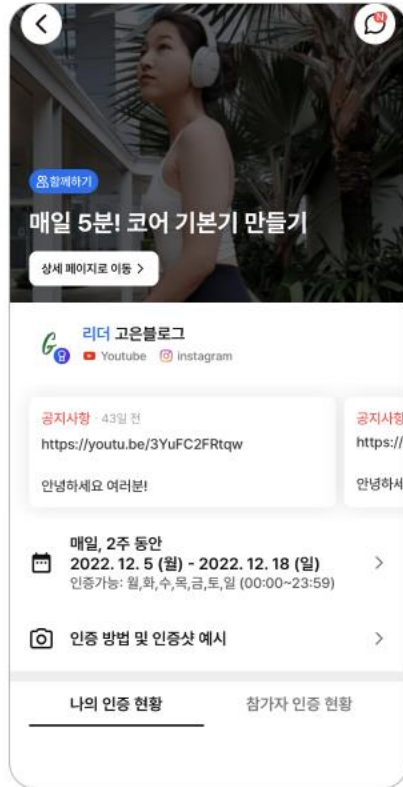 N
함께하기
매일 5분! 코어 기본기 만들기
상세 페이지로 이동 >
리더 고은블로그
Youtube instagram
공지사항 · 43일 전
https://youtu.be/3YuFC2FRtqw
안녕하세요 여러분!
공지사항
https://
안녕하세
매일, 2주 동안
2022. 12. 5 (월) - 2022. 12. 18 (일)
인증가능: 월,화,수,목,금,토,일 (00:00~23:59)
인증 방법 및 인증샷 예시
나의 인증 현황
참가자 인증 현황